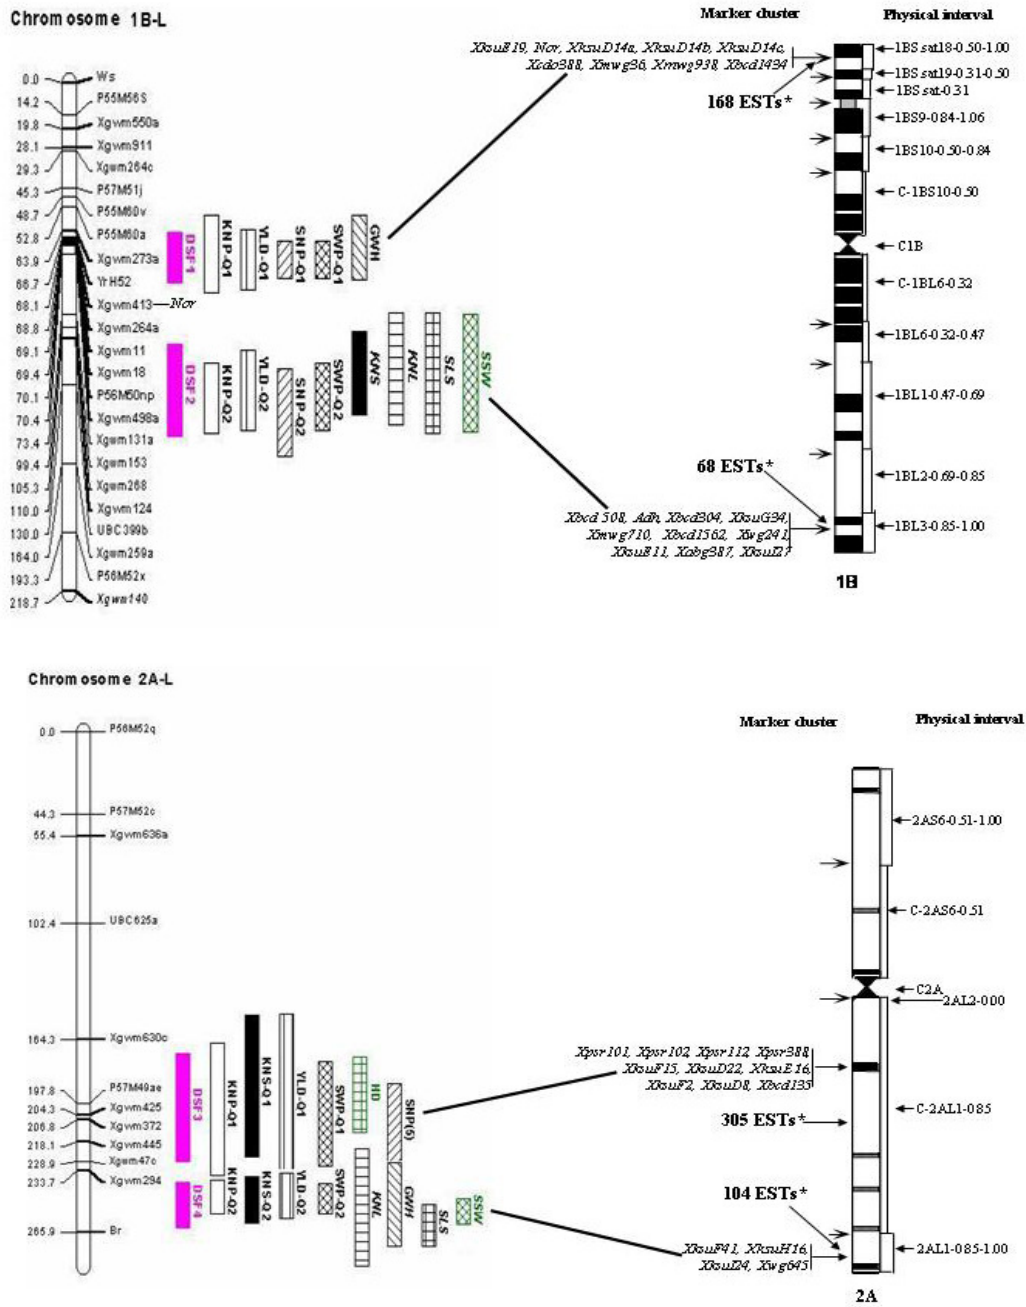 Chromosome 1B-L
Marker cluster
Physical interval
XksuE19, Nor, XksuD14a, XksuD14b, XksuD14c,
Xcdo388, Xmwg36, Xmwg938, Xbcd1434
168 ESTs*
1BS sat18-0.50-1.00
1BS sat19-0.31-0.50
1BS sat-0.31
1BS9-0.84-1.06
1BS10-0.50-0.84
C-1BS10-0.50
C1B
C-1BL6-0.32
1BL6-0.32-0.47
1BL1-0.47-0.69
1BL2-0.69-0.85
1BL3-0.85-1.00
1B
0.0 Ws
14.2 P55M56S
19.8 Xgwm550a
28.1 Xgwm911
29.3 Xgwm264c
45.3 P57M51j
48.7 P55M60v
52.8 P55M60a
63.9 Xgwm273a
66.7 YrH52
68.1 Xgwm413 Nor
68.8 Xgwm264a
69.1 Xgwm11
69.4 Xgwm18
70.1 P56M50np
70.4 Xgwm498a
73.4 Xgwm131a
99.4 Xgwm153
105.3 Xgwm268
110.0 Xgwm124
130.0 UBC399b
164.0 Xgwm259a
193.3 P56M52x
218.7 Xgwm140
DSF1
KNP-Q1
YLD-Q1
SNP-Q1
SWP-Q1
GWH
DSF2
KNP-Q2
YLD-Q2
SNP-Q2
SWP-Q2
KNS
KNL
SLS
SSW
68 ESTs*
Xbcd 508, Adh, Xbcd304, XksuG34,
Xmwg710, Xbcd1562, Xwg241,
XksuE11, Xabg387, XksuI27
Chromosome 2A-L
Marker cluster
Physical interval
0.0 P56M52q
44.3 P57M52c
55.4 Xgwm636a
102.4 UBC625a
164.3 Xgwm630c
197.8 P57M49ae
204.3 Xgwm425
206.8 Xgwm372
218.1 Xgwm445
228.9 Xgwm47c
233.7 Xgwm294
265.9 Br
DSF3
KNP-Q1
KNS-Q1
YLD-Q1
SWP-Q1
HD
SNP(S)
DSF4
KNP-Q2
KNS-Q2
YLD-Q2
SWP-Q2
KNL
GWH
SLS
SSW
Xpsr101, Xpsr102, Xpsr112, Xpsr388,
XksuF15, XksuD22, XksuE16,
XksuF2, XksuD8, Xbcd135
305 ESTs*
104 ESTs*
XksuF41, XksuH16,
XksuI24, Xwg645
2AS6-0.51-1.00
C-2AS6-0.51
C2A
2AL2-0.00
C-2AL1-085
2AL1-085-1.00
2A